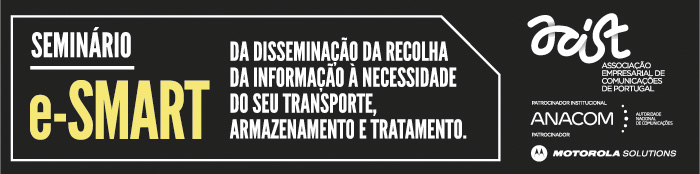 SEMINÁRIO
e-SMART
DA DISSEMINAÇÃO DA RECOLHA
DA INFORMAÇÃO À NECESSIDADE
DO SEU TRANSPORTE,
ARMAZENAMENTO E TRATAMENTO.
acist
ASSOCIAÇÃO
EMPRESARIAL DE
COMUNICAÇÕES
DE PORTUGAL
PATROCINADOR INSTITUCIONAL
ANACOM
AUTORIDADE
NACIONAL
DE COMUNICAÇÕES
PATROCINADOR
MOTOROLA SOLUTIONS